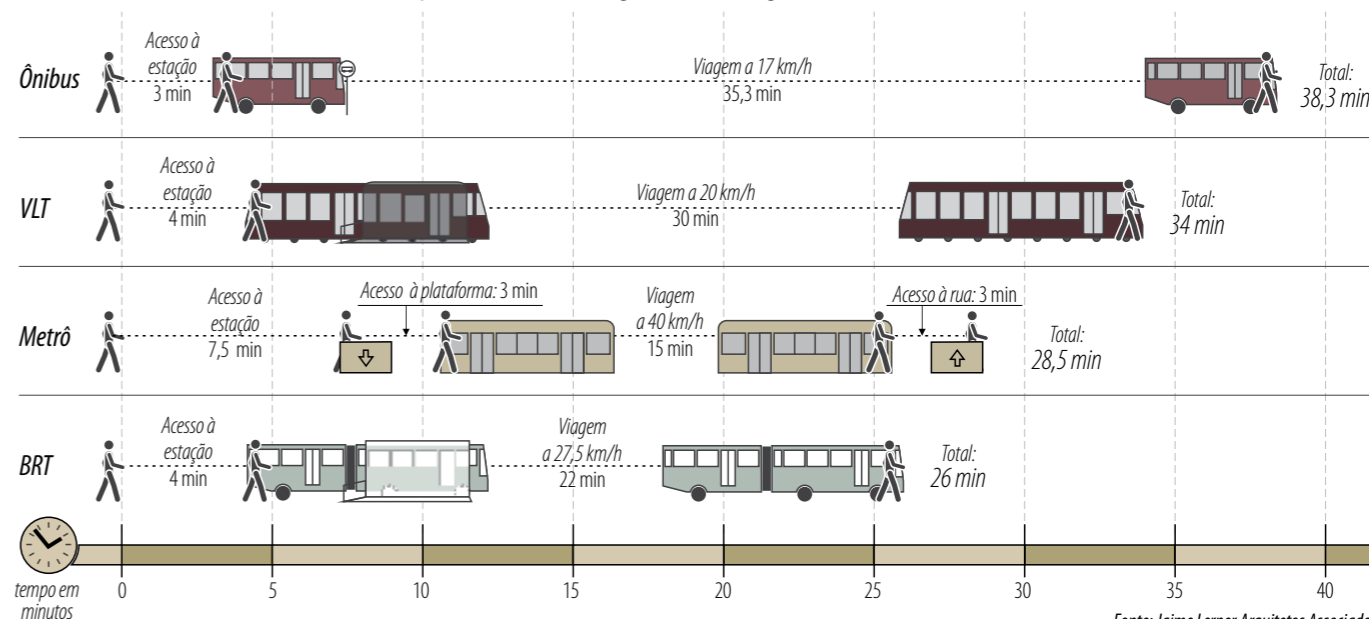 Ônibus
Acesso à
estação
3 min
Viagem a 17 km/h
35,3 min
Total:
38,3 min
VLT
Acesso à
estação
4 min
Viagem a 20 km/h
30 min
Total:
34 min
Metrô
Acesso à
estação
7,5 min
Acesso à plataforma: 3 min
Viagem
a 40 km/h
15 min
Acesso à rua: 3 min
Total:
28,5 min
BRT
Acesso à
estação
4 min
Viagem
a 27,5 km/h
22 min
Total:
26 min
tempo em
minutos
0 5 10 15 20 25 30 35 40
Fonte: Jaime Lerner Arquitetos